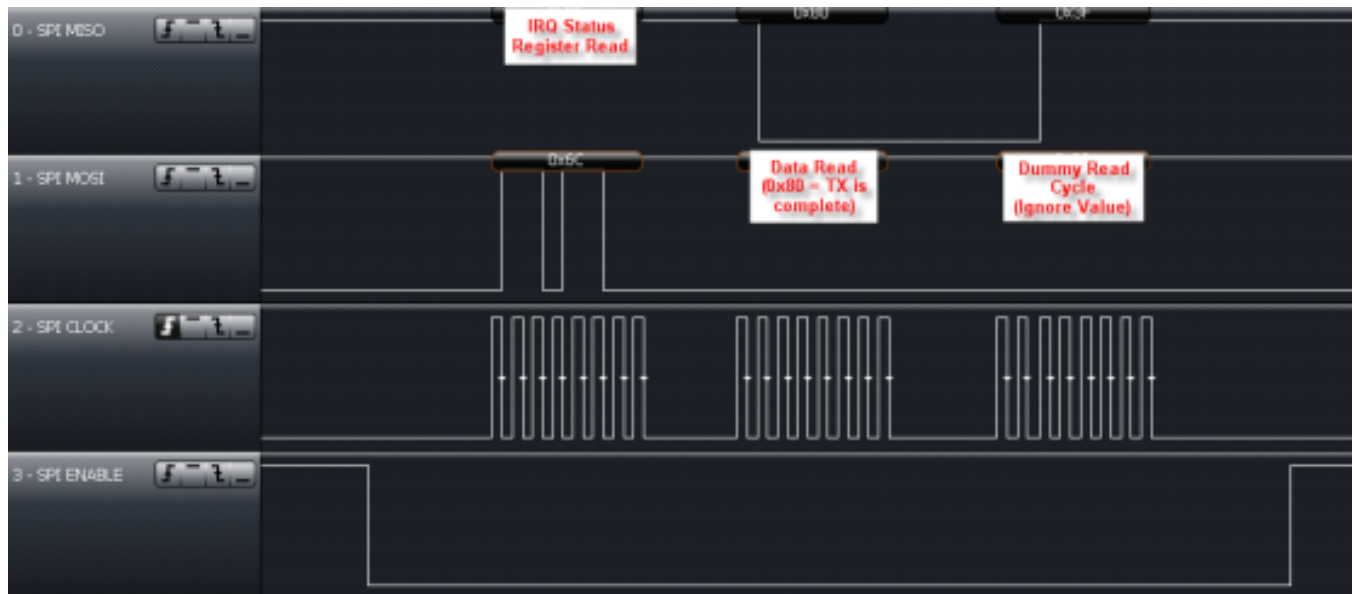 0 - SPI MISO
IRQ Status
Register Read
0x80
0x3F
1 - SPI MOSI
0x6C
Data Read
(0x80 - TX is
complete)
Dummy Read
Cycle
(Ignore Value)
2 - SPI CLOCK
3 - SPI ENABLE